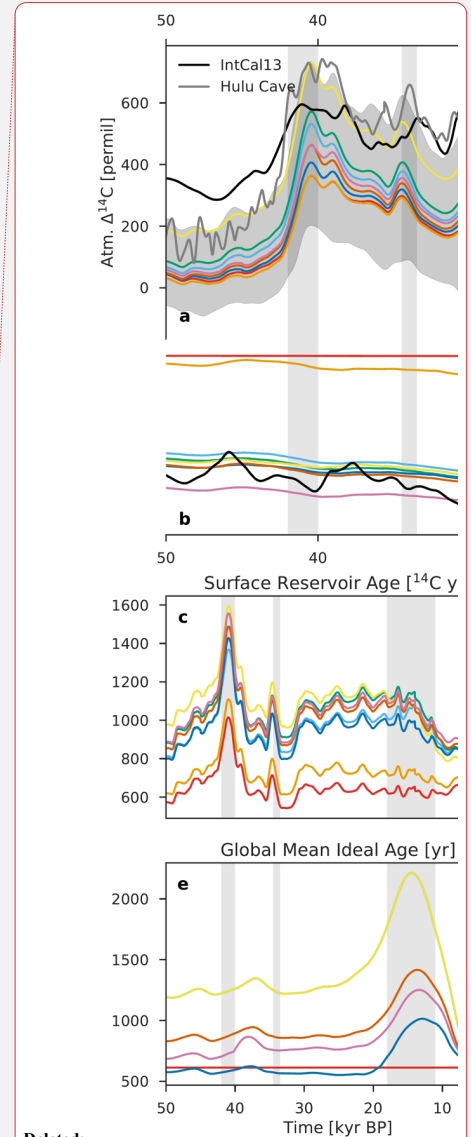 50 40
IntCal13
Hulu Cave
600
400
200
0
Atm. Δ¹⁴C [permil]
a
b
50 40
Surface Reservoir Age [¹⁴C y
c
1600
1400
1200
1000
800
600
Global Mean Ideal Age [yr]
e
2000
1500
1000
500
50 40 30 20 10
Time [kyr BP]